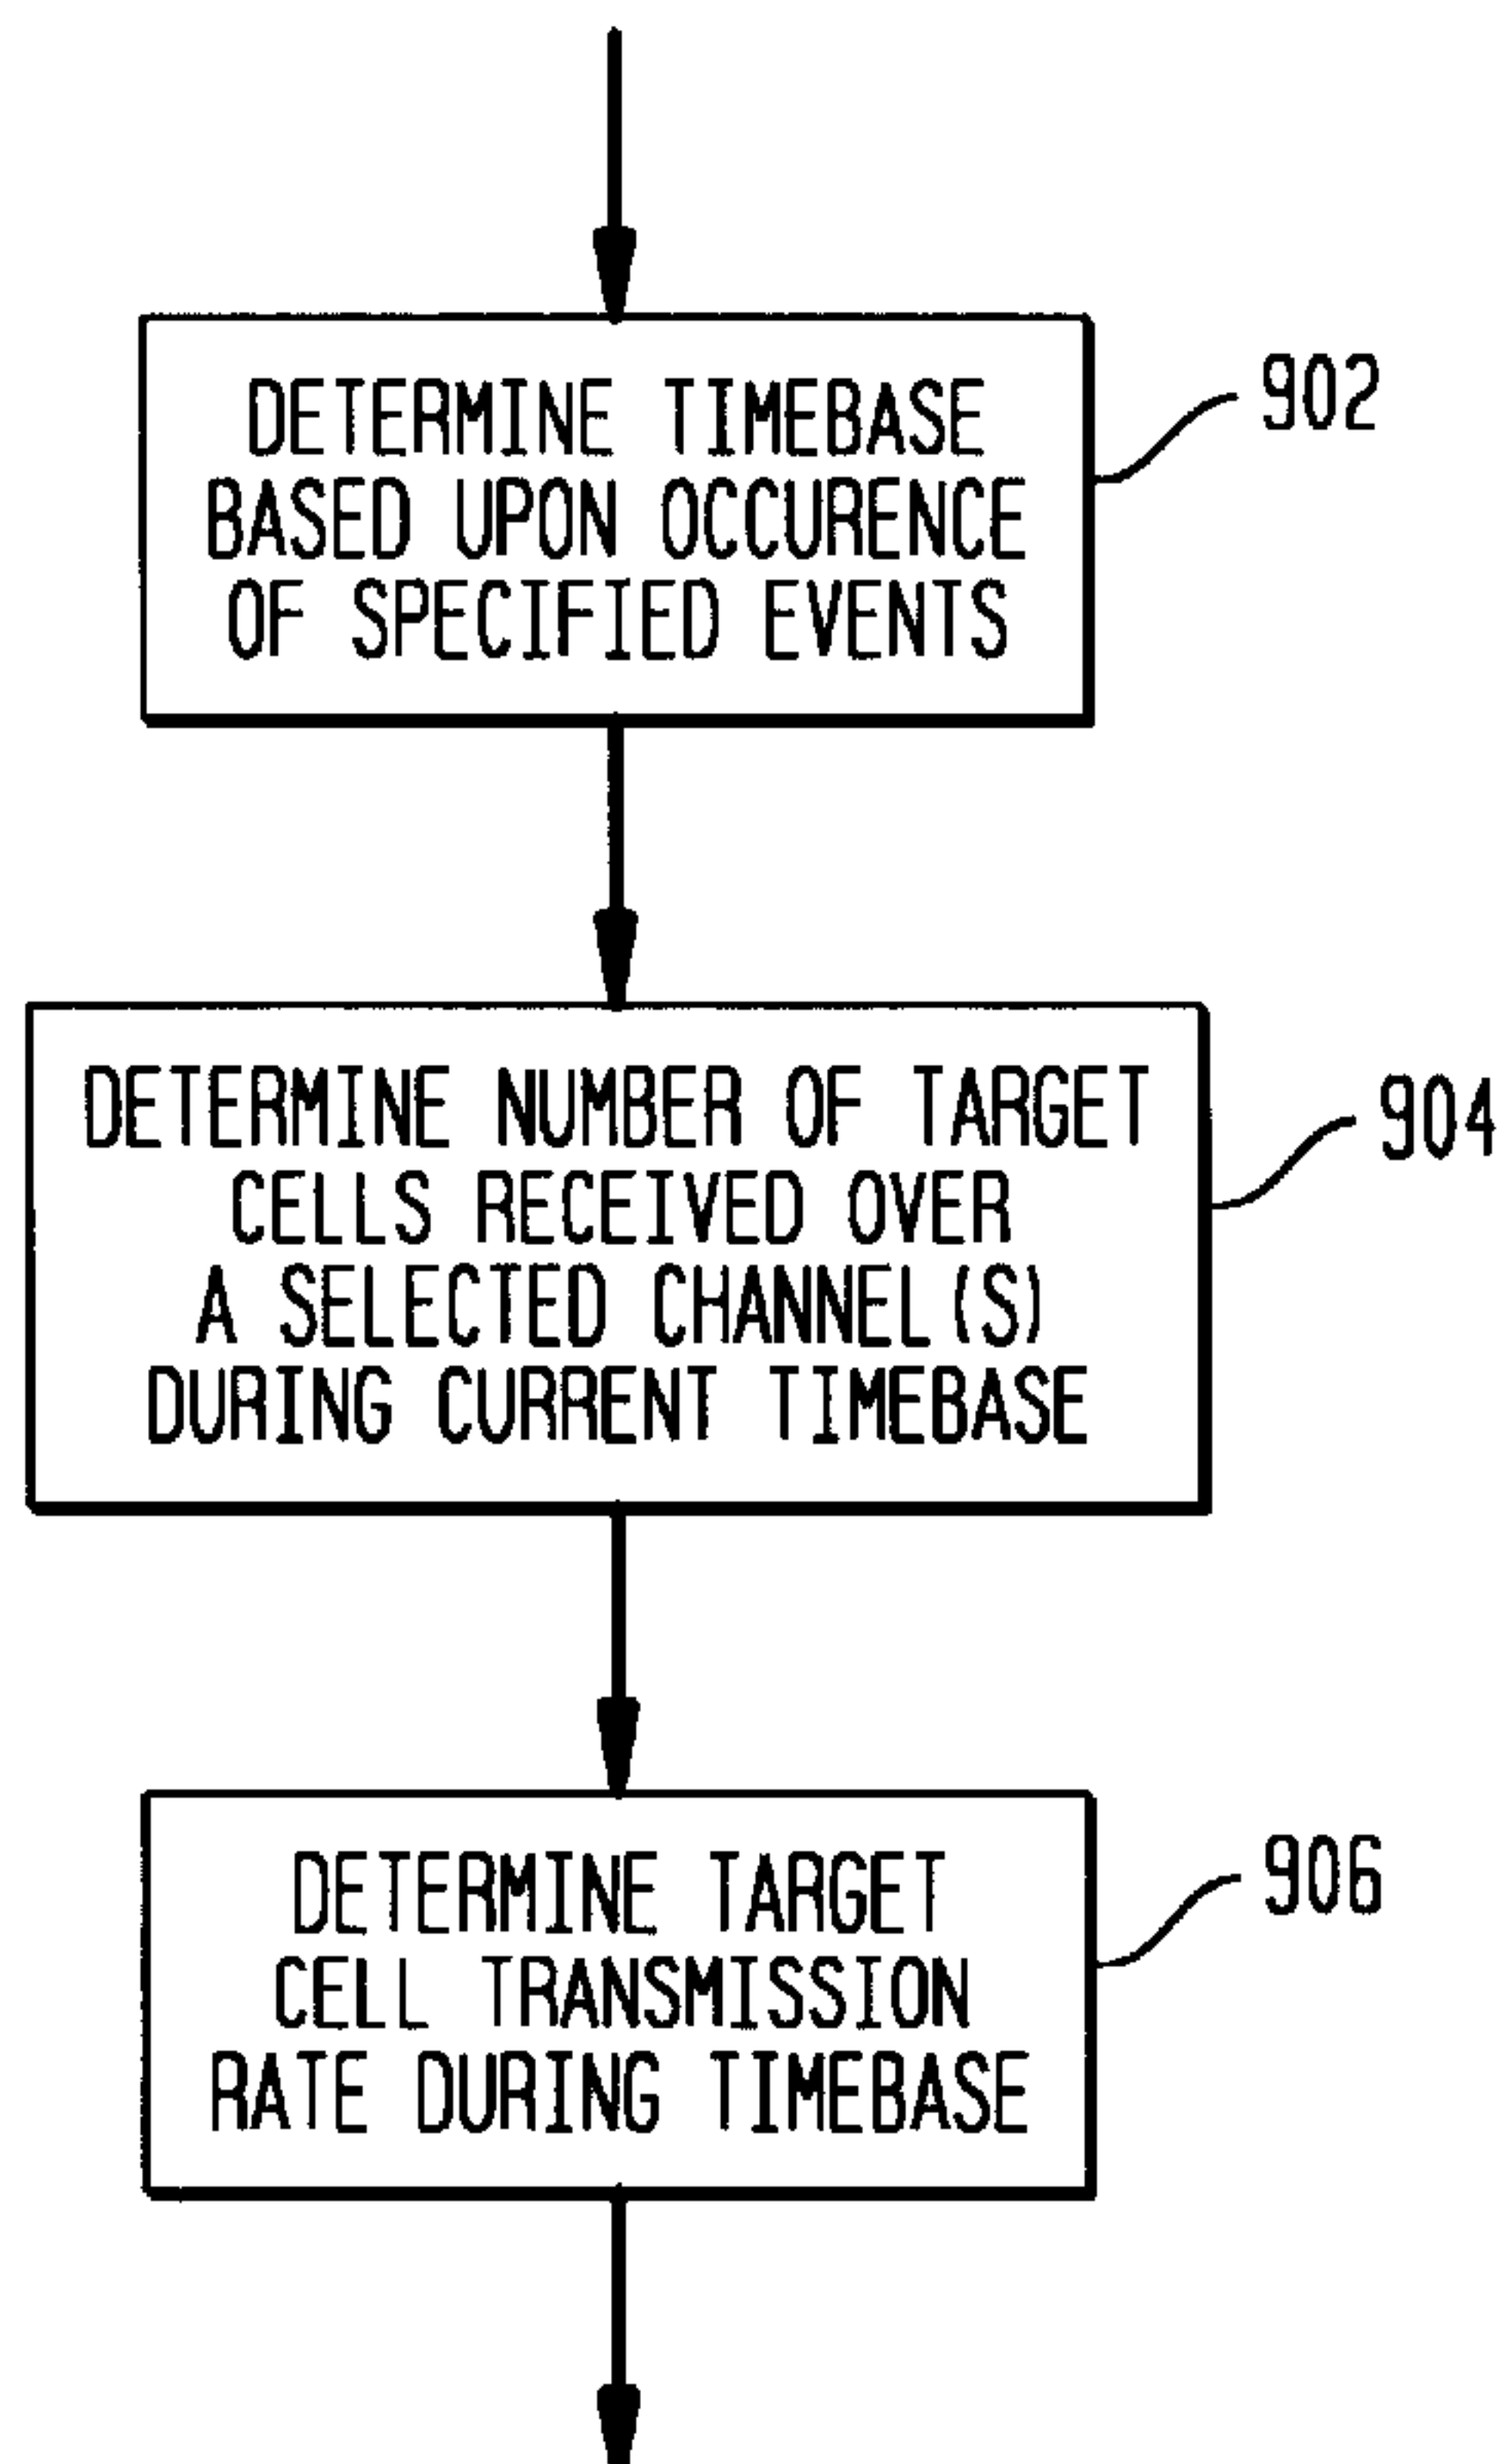 DETERMINE TIMEBASE
BASED UPON OCCURENCE
OF SPECIFIED EVENTS
902
DETERMINE NUMBER OF TARGET
CELLS RECEIVED OVER
A SELECTED CHANNEL(S)
DURING CURRENT TIMEBASE
904
DETERMINE TARGET
CELL TRANSMISSION
RATE DURING TIMEBASE
906